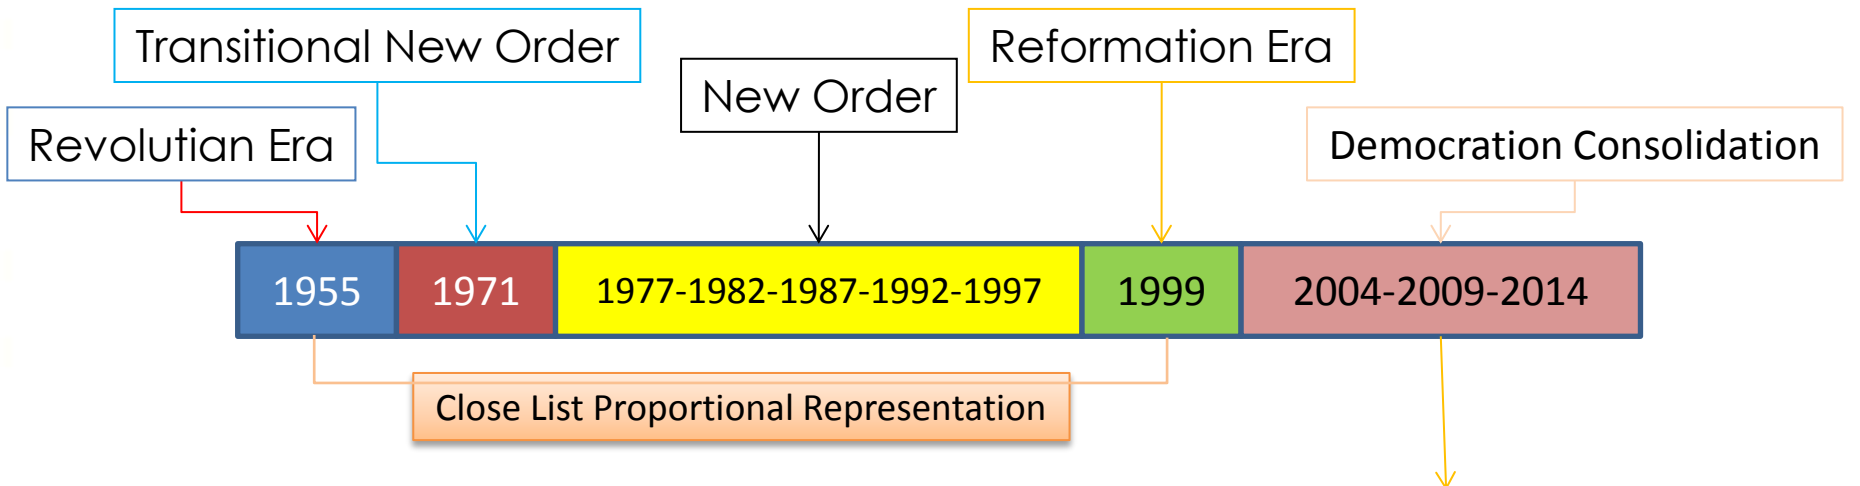 Transitional New Order
Reformation Era
New Order
Revolutian Era
Democration Consolidation
1955
1971
1977-1982-1987-1992-1997
1999
2004-2009-2014
Close List Proportional Representation